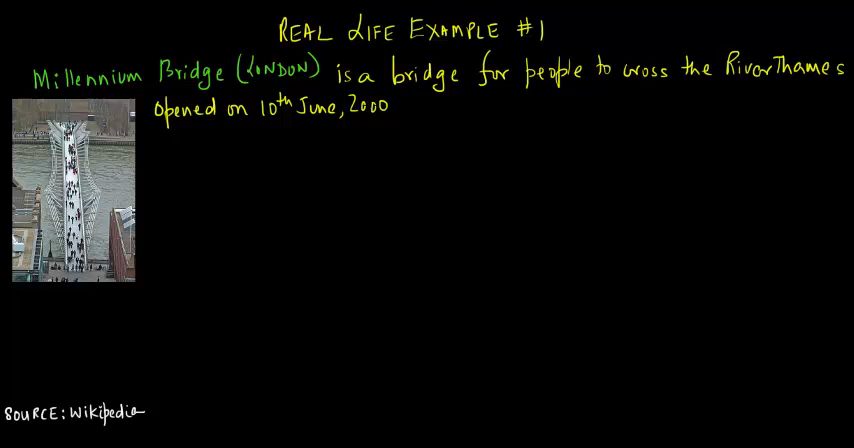 REAL LIFE EXAMPLE #1
Millennium Bridge (LONDON) is a bridge for people to cross the River Thames
Opened on 10th June, 2000
SOURCE: Wikipedia